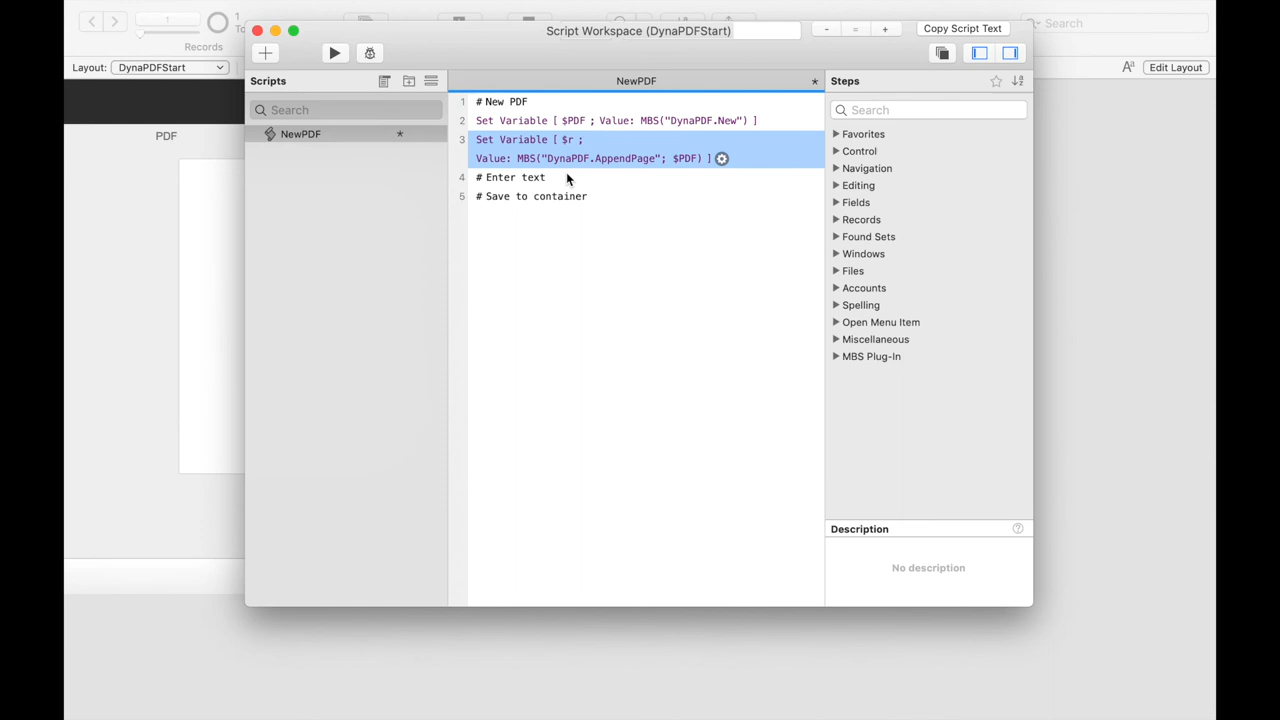 1
1
Records
Search
Layout: DynaPDFStart
Edit Layout
PDF
Script Workspace (DynaPDFStart)
- = + Copy Script Text
Scripts
Search
NewPDF *
NewPDF *
1 # New PDF
2 Set Variable [ $PDF ; Value: MBS("DynaPDF.New") ]
3 Set Variable [ $r ;
Value: MBS("DynaPDF.AppendPage"; $PDF) ]
4 # Enter text
5 # Save to container
Steps
Search
Favorites
Control
Navigation
Editing
Fields
Records
Found Sets
Windows
Files
Accounts
Spelling
Open Menu Item
Miscellaneous
MBS Plug-In
Description
No description